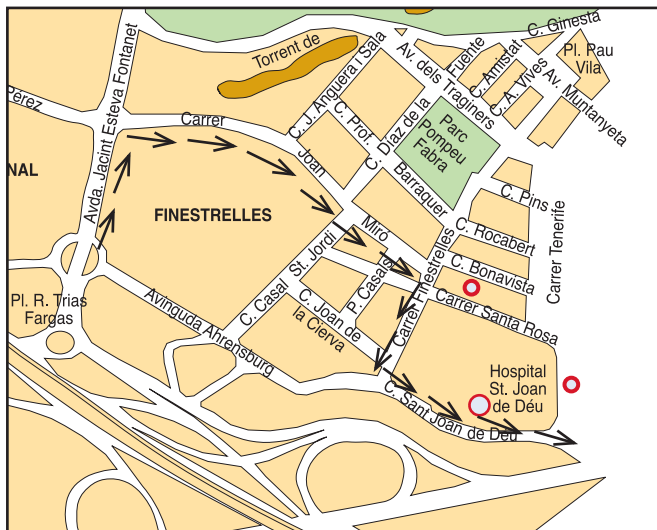 C. Ginesta
Pl. Pau
Vila
Torrent de
Av. dels Traginers
Fuente
C. Amistat
C. A. Vives
Av. Muntanyeta
Pérez
Avda. Jacint Esteva Fontanet
Carrer
C. J. Anquera i Sala
C. Prof.
C. Díaz de la
Parc
Pompeu
Fabra
Joan
Barraquer
NAL
FINESTRELLES
Miro
C. Pins
C. Rocabert
C. Bonavista
Carrer Tenerife
C. Casal St. Jordi
P. Casals
Carrer Finestrelles
Carrer Santa Rosa
Pl. R. Trias
Fargas
Avinguda Ahrensburg
C. Joan de
la Cierva
Hospital
St. Joan
de Déu
C. Sant Joan de Déu